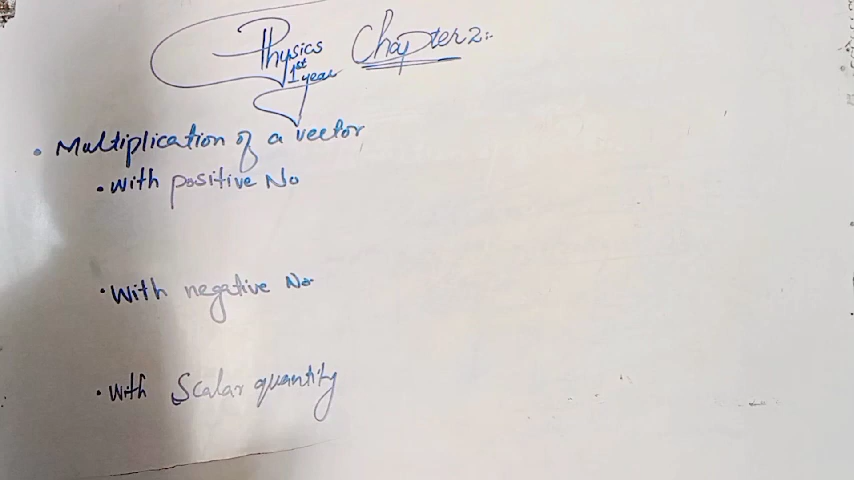 Physics
1st year
Chapter 2:-
• Multiplication of a vector
• With positive No
• With negative No
• With Scalar quantity